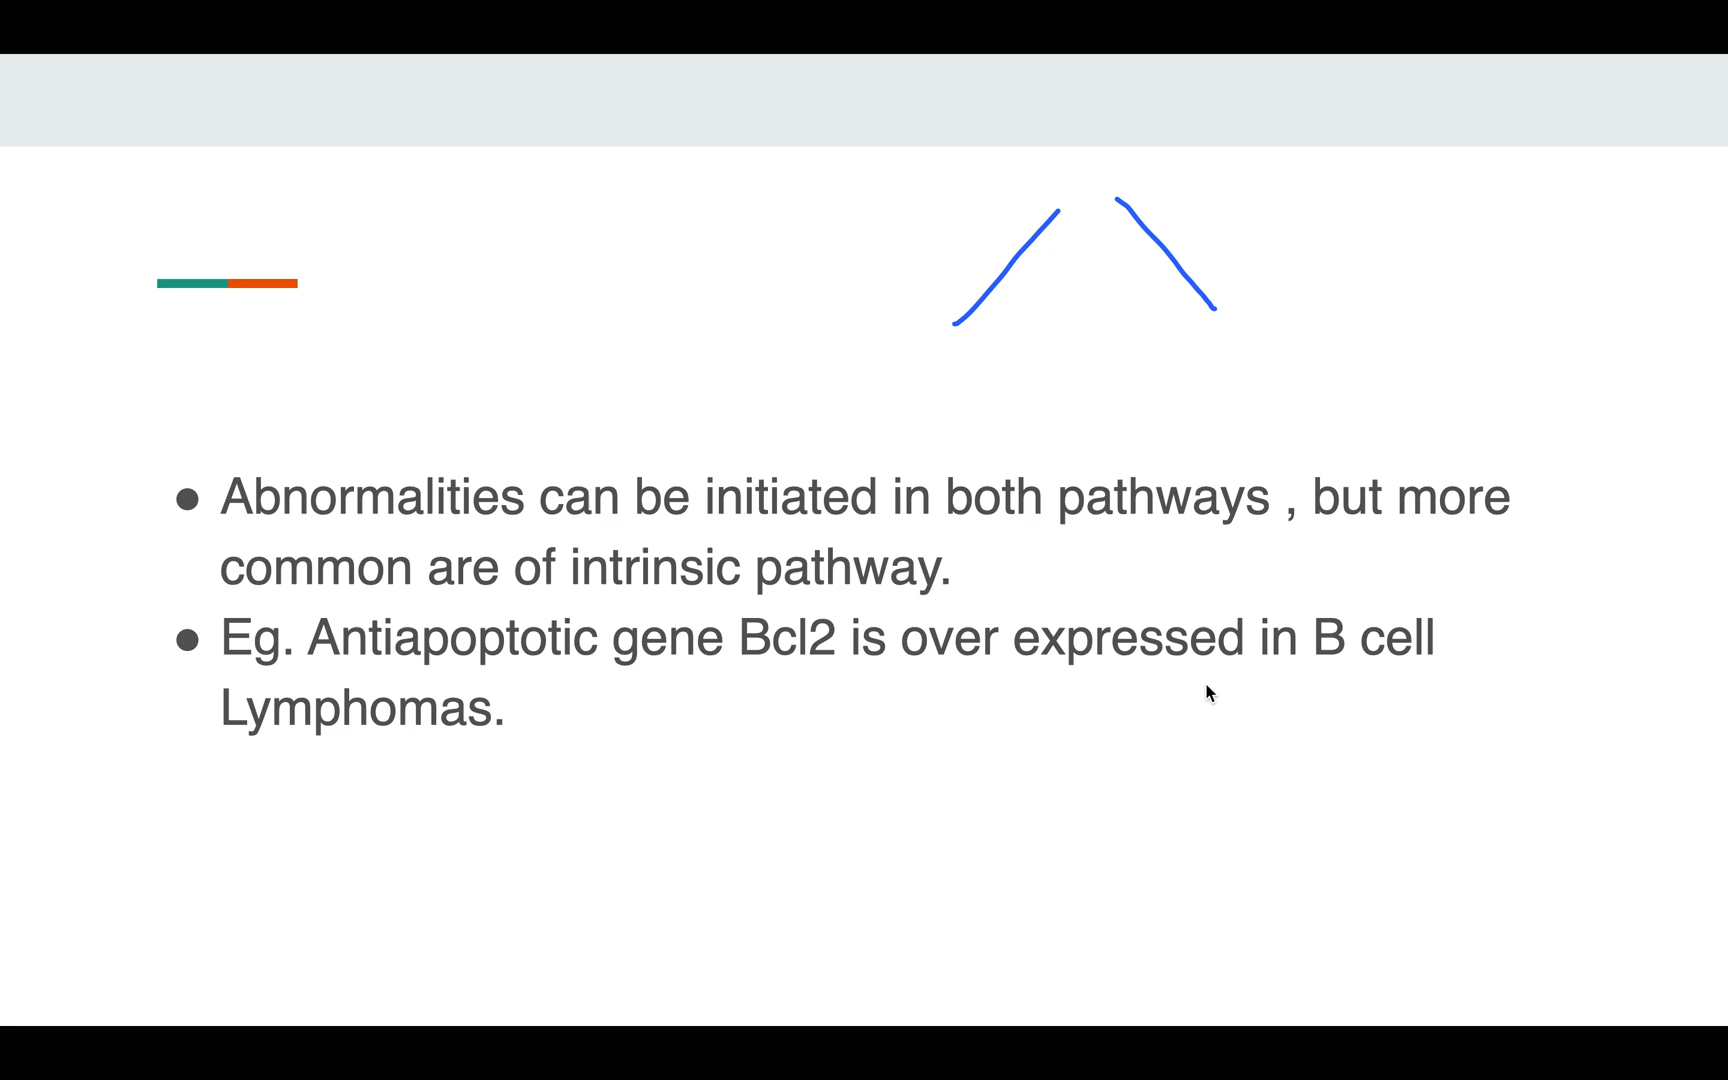 ● Abnormalities can be initiated in both pathways , but more
common are of intrinsic pathway.
● Eg. Antiapoptotic gene Bcl2 is over expressed in B cell
Lymphomas.